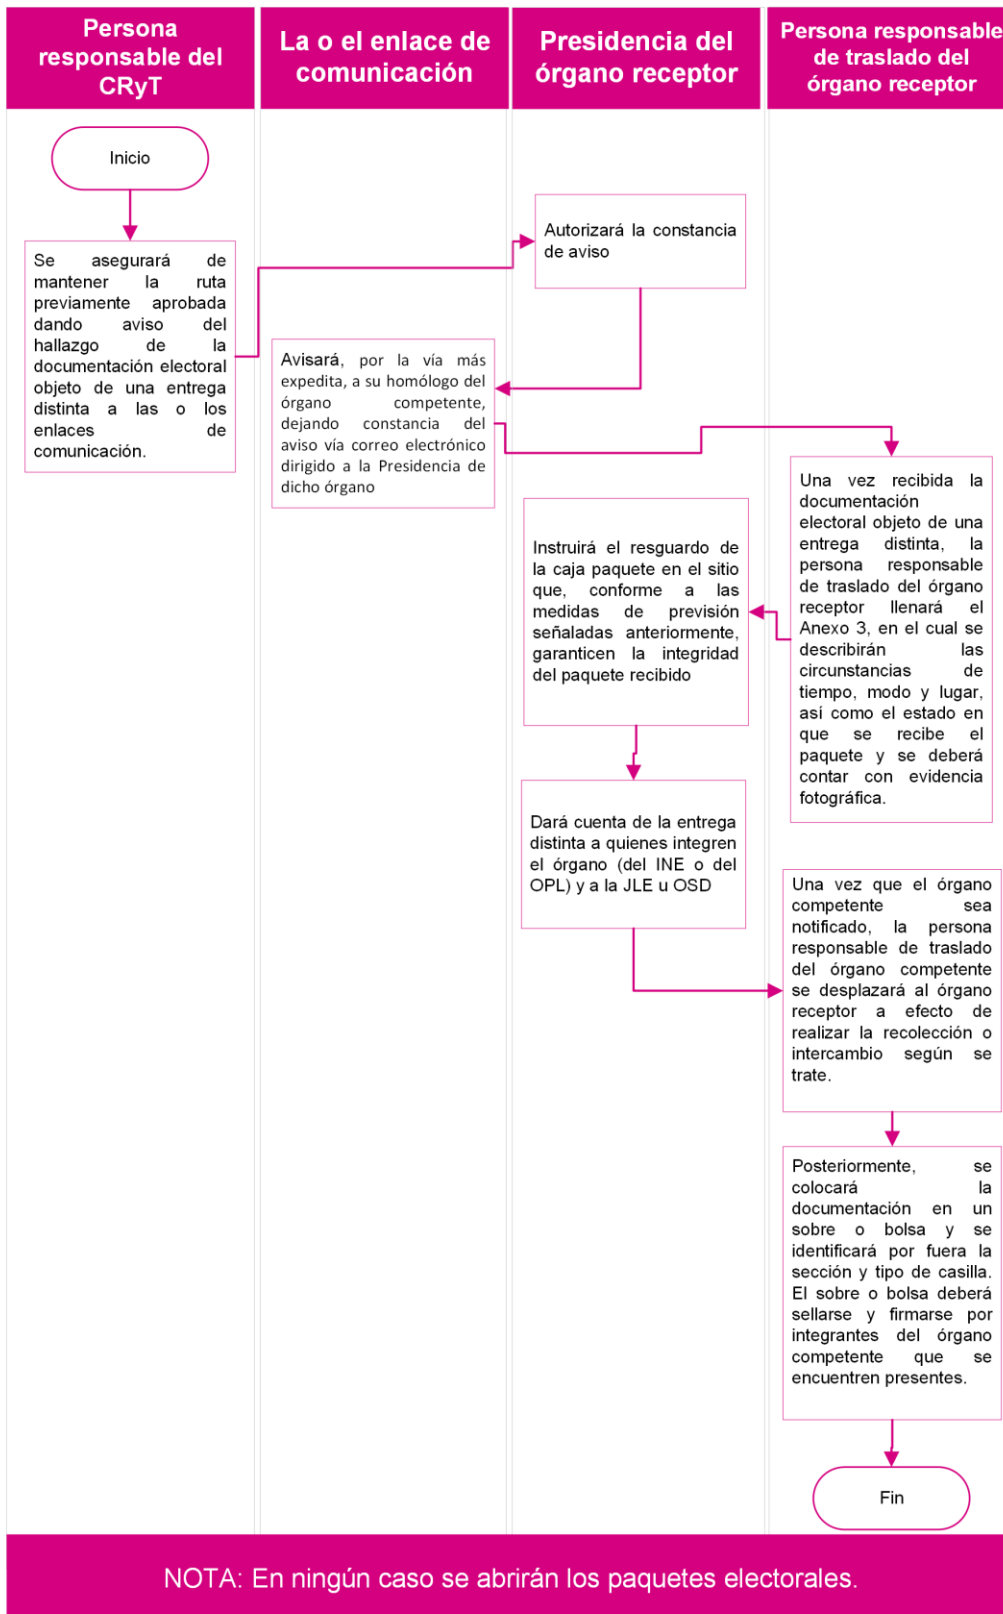 Persona
responsable del
CRyT
La o el enlace de
comunicación
Presidencia del
órgano receptor
Persona responsable
de traslado del
órgano receptor
Inicio
Se asegurará de
mantener la ruta
previamente aprobada
dando aviso del
hallazgo de la
documentación electoral
objeto de una entrega
distinta a las o los
enlaces de
comunicación.
Autorizará la constancia
de aviso
Avisará, por la vía más
expedita, a su homólogo del
órgano competente,
dejando constancia del
aviso vía correo electrónico
dirigido a la Presidencia de
dicho órgano
Una vez recibida la
documentación
electoral objeto de una
entrega distinta, la
persona responsable
de traslado del órgano
receptor llenará el
Anexo 3, en el cual se
describirán las
circunstancias de
tiempo, modo y lugar,
así como el estado en
que se recibe el
paquete y se deberá
contar con evidencia
fotográfica.
Instruirá el resguardo de
la caja paquete en el sitio
que, conforme a las
medidas de previsión
señaladas anteriormente,
garanticen la integridad
del paquete recibido
Dará cuenta de la entrega
distinta a quienes integren
el órgano (del INE o del
OPL) y a la JLE u OSD
Una vez que el órgano
competente sea
notificado, la persona
responsable de traslado
del órgano competente
se desplazará al órgano
receptor a efecto de
realizar la recolección o
intercambio según se
trate.
Posteriormente, se
colocará la
documentación en un
sobre o bolsa y se
identificará por fuera la
sección y tipo de casilla.
El sobre o bolsa deberá
sellarse y firmarse por
integrantes del órgano
competente que se
encuentren presentes.
Fin
NOTA: En ningún caso se abrirán los paquetes electorales.